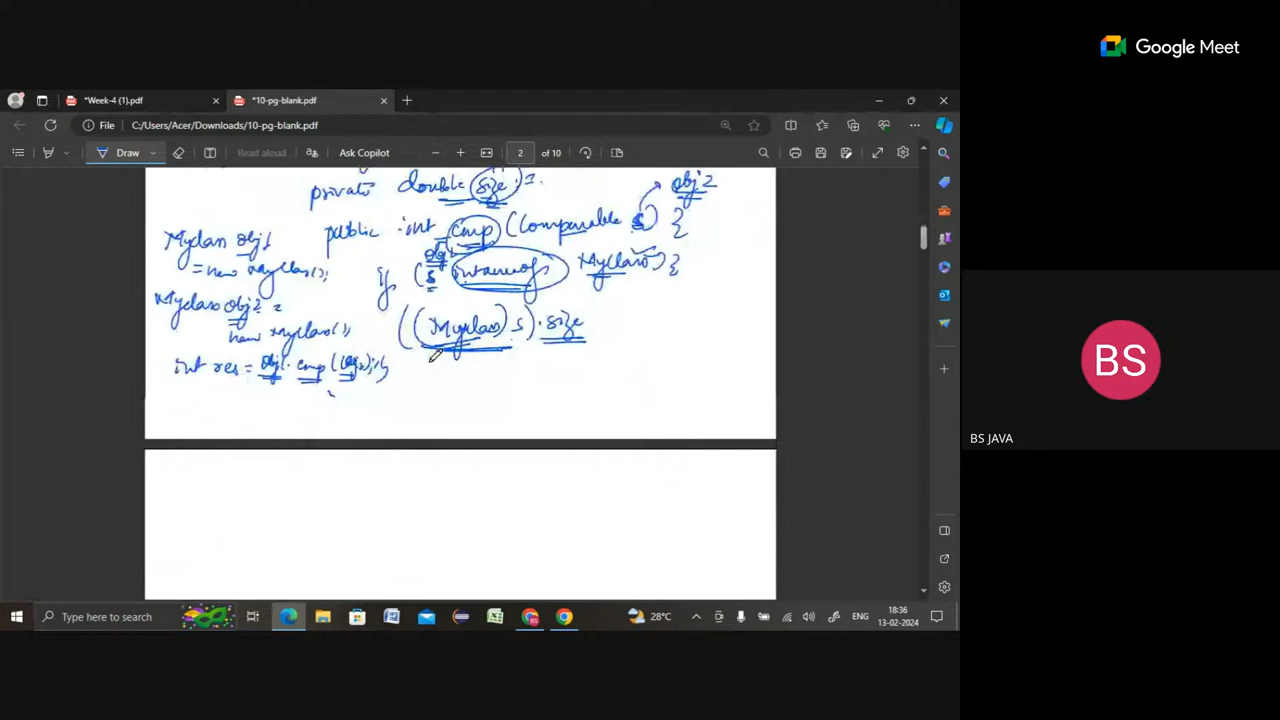 Google Meet
*Week-4 (1).pdf
*10-pg-blank.pdf
File C:/Users/Acer/Downloads/10-pg-blank.pdf
Draw
Read aloud
Ask Copilot
2 of 10
private double size;
obj2
public int cmp (Comparable s) {
Myclass obj1
= new Myclass();
obj
if (s instanceof Myclass) {
Myclass obj2 =
new Myclass();
((Myclass) s).size
int res = obj1.cmp(obj2);
BS
BS JAVA
Type here to search
28°C
ENG
18:36
13-02-2024